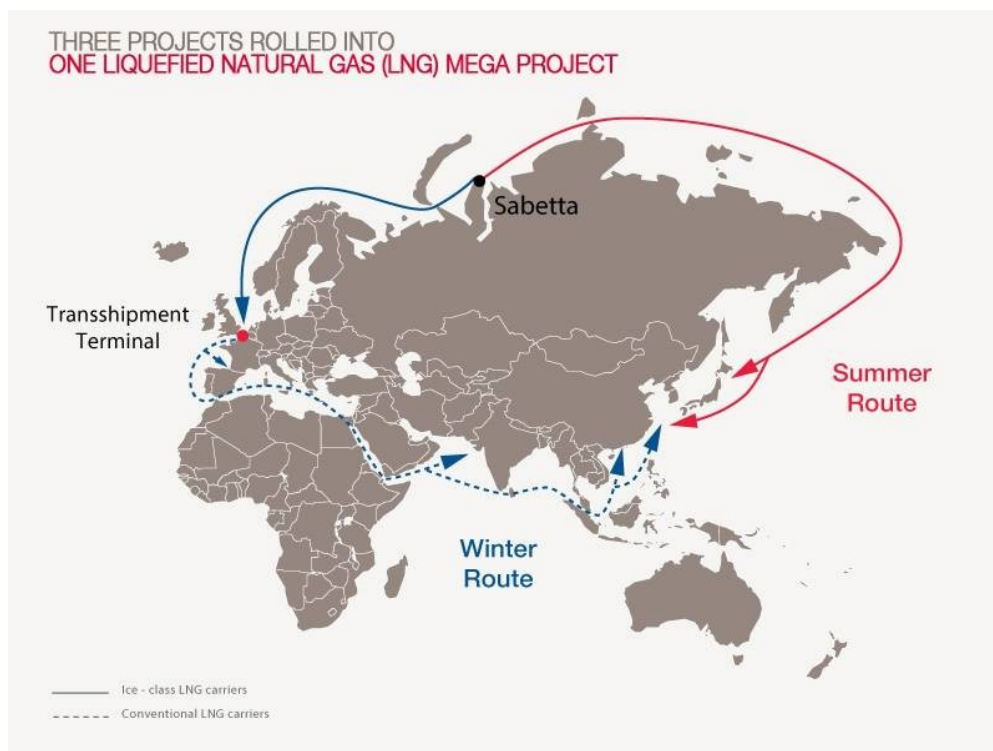 THREE PROJECTS ROLLED INTO
ONE LIQUEFIED NATURAL GAS (LNG) MEGA PROJECT
Sabetta
Transshipment
Terminal
Summer
Route
Winter
Route
Ice - class LNG carriers
Conventional LNG carriers